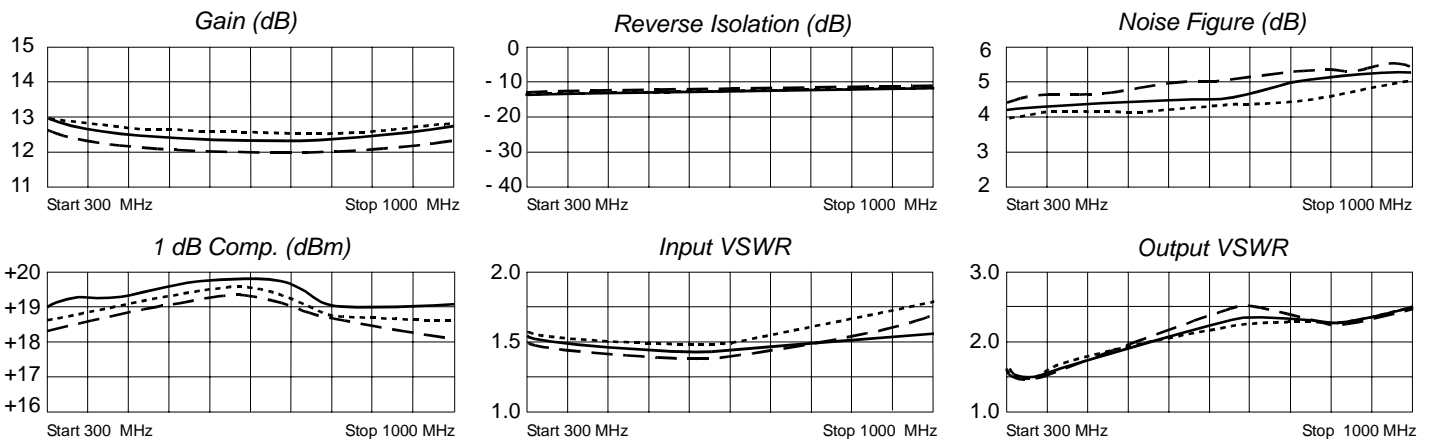 Gain (dB)
15
14
13
12
11
Start 300 MHz Stop 1000 MHz
Reverse Isolation (dB)
0
- 10
- 20
- 30
- 40
Start 300 MHz Stop 1000 MHz
Noise Figure (dB)
6
5
4
3
2
Start 300 MHz Stop 1000 MHz
1 dB Comp. (dBm)
+20
+19
+18
+17
+16
Start 300 MHz Stop 1000 MHz
Input VSWR
2.0
1.5
1.0
Start 300 MHz Stop 1000 MHz
Output VSWR
3.0
2.0
1.0
Start 300 MHz Stop 1000 MHz